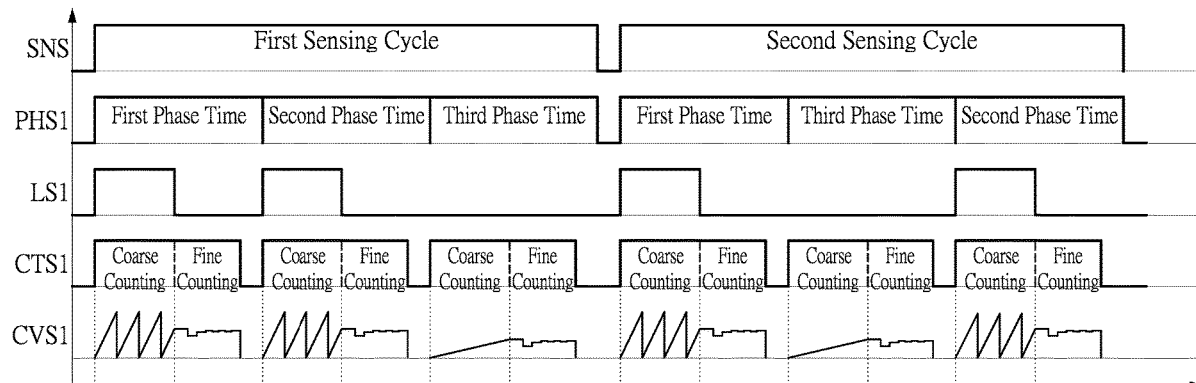 SNS First Sensing Cycle Second Sensing Cycle
PHS1 First Phase Time Second Phase Time Third Phase Time First Phase Time Third Phase Time Second Phase Time
LS1
CTS1 Coarse Counting Fine Counting Coarse Counting Fine Counting Coarse Counting Fine Counting Coarse Counting Fine Counting Coarse Counting Fine Counting Coarse Counting Fine Counting
CVS1